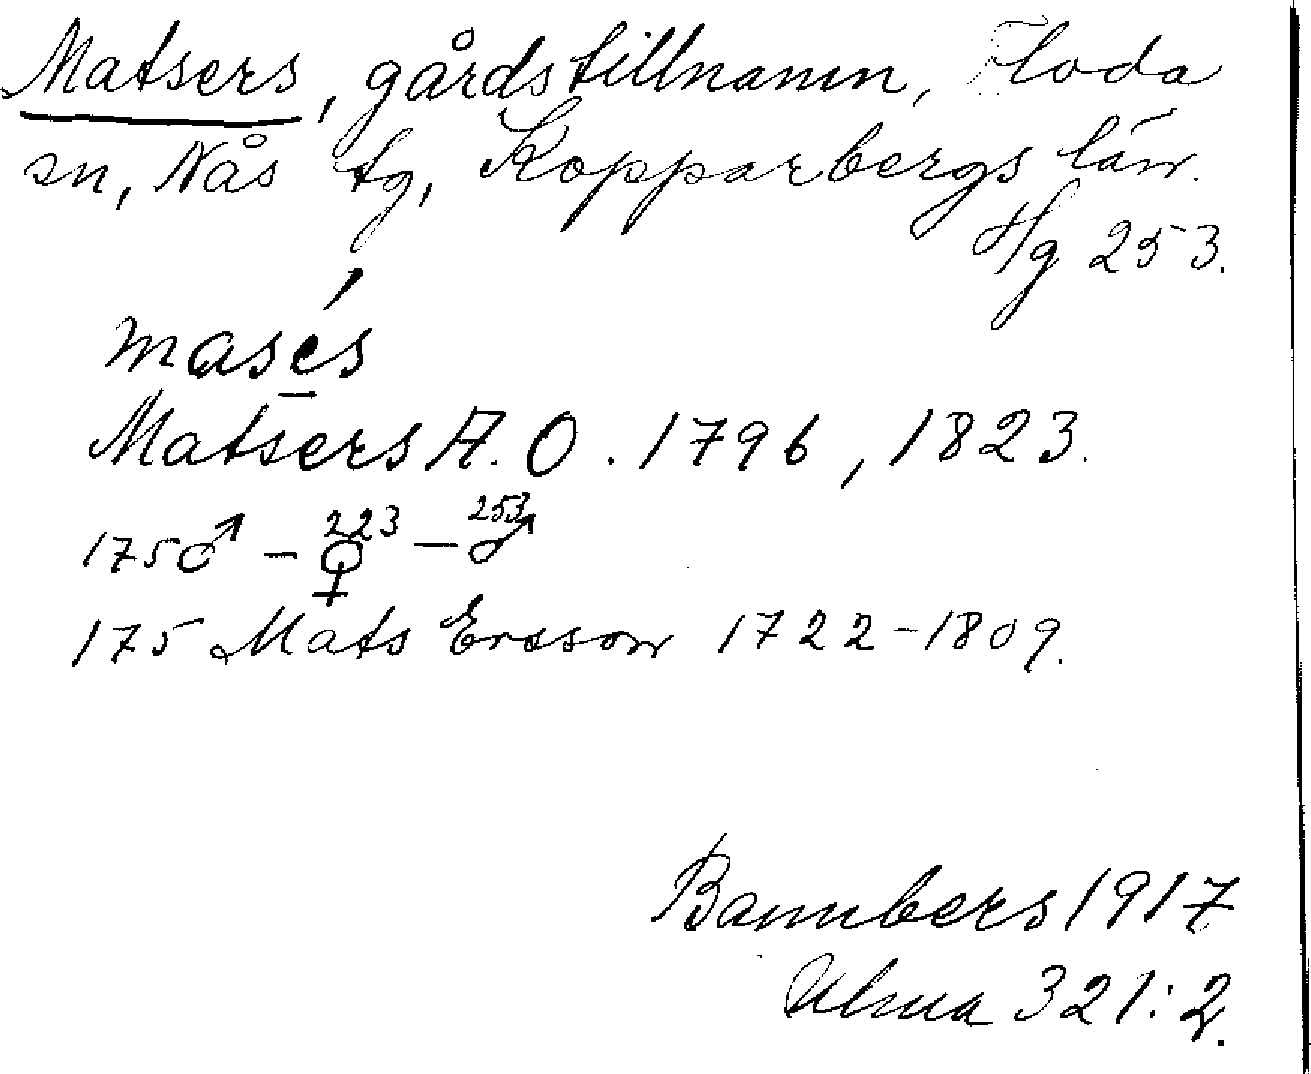 Matsers, gårdstillnamn, Floda
sn, Nås tg, Kopparbergs län.
Hg 253.
masés
Matsers A. O. 1796, 1823.
175♂ – 223♀ – 253♂
175 Mats Ersson 1722–1809.
Bannbers 1917
Ulma 321:2.